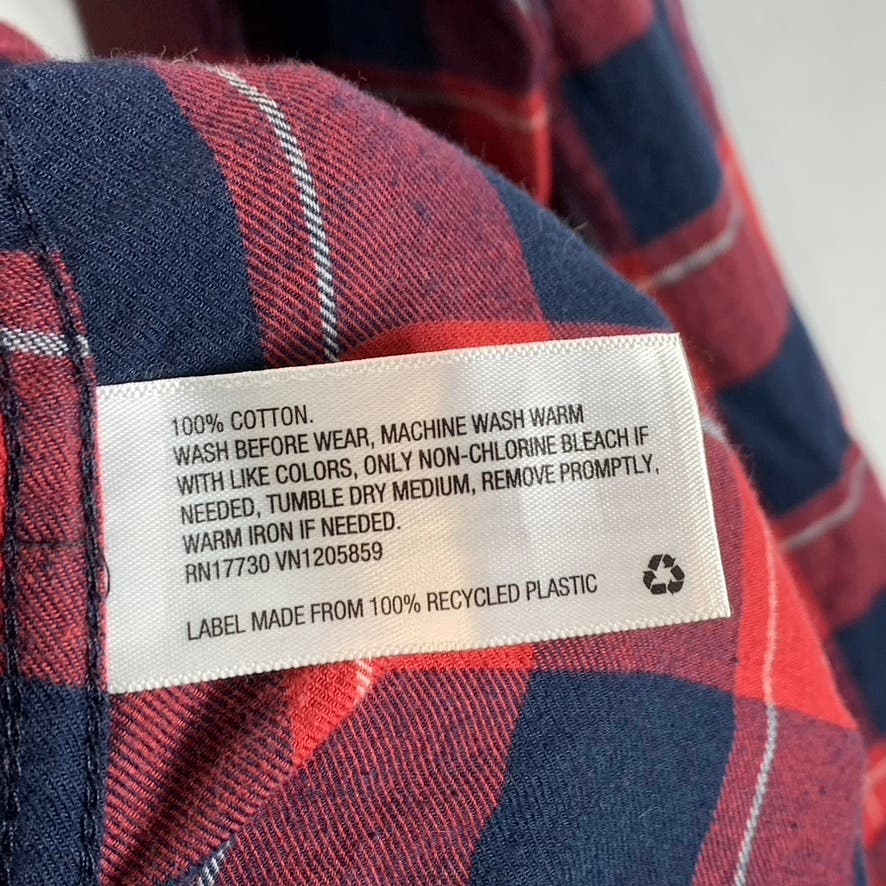 100% COTTON.
WASH BEFORE WEAR, MACHINE WASH WARM
WITH LIKE COLORS, ONLY NON-CHLORINE BLEACH IF
NEEDED, TUMBLE DRY MEDIUM, REMOVE PROMPTLY,
WARM IRON IF NEEDED.
RN17730 VN1205859
LABEL MADE FROM 100% RECYCLED PLASTIC